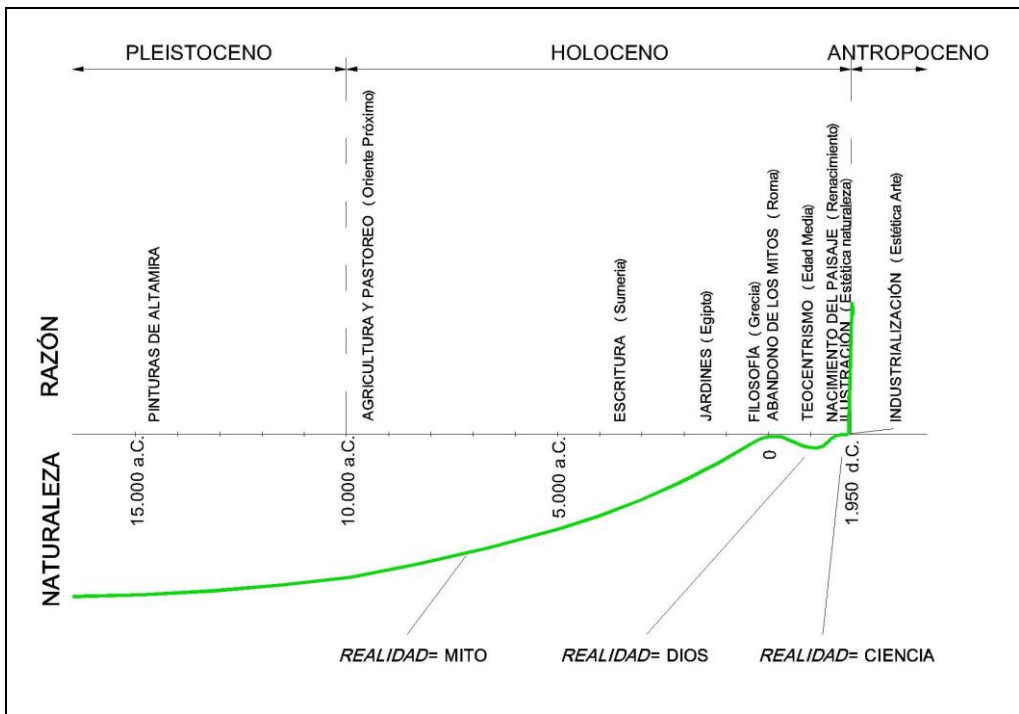 PLEISTOCENO
HOLOCENO
ANTROPOCENO
RAZÓN
NATURALEZA
PINTURAS DE ALTAMIRA
AGRICULTURA Y PASTOREO (Oriente Próximo)
ESCRITURA (Sumeria)
JARDINES (Egipto)
FILOSOFÍA (Grecia)
ABANDONO DE LOS MITOS (Roma)
TEOCENTRISMO (Edad Media)
NACIMIENTO DEL PAISAJE (Renacimiento)
ILUSTRACIÓN (Estética naturaleza)
INDUSTRIALIZACIÓN (Estética Arte)
15.000 a.C.
10.000 a.C.
5.000 a.C.
0
1.950 d.C.
REALIDAD= MITO
REALIDAD= DIOS
REALIDAD= CIENCIA